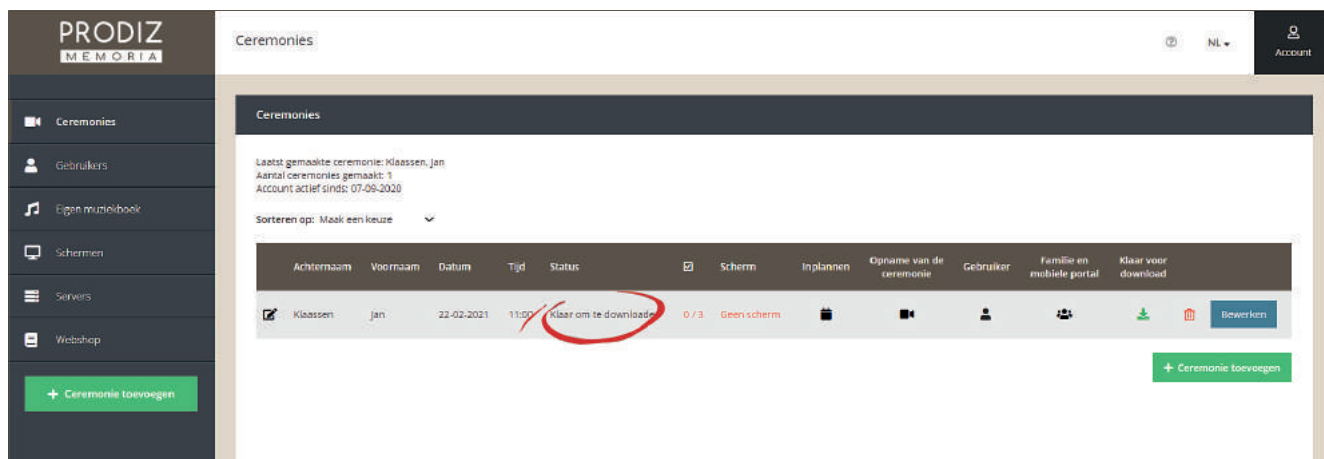 PRODIZ
MEMORIA
Ceremonies
NL
Account
Ceremonies
Gebruikers
Eigen muziekboek
Schermen
Servers
Webshop
+ Ceremonie toevoegen
Ceremonies
Laatst gemaakte ceremonie: Klaassen, Jan
Aantal ceremonies gemaakt: 1
Account actief sinds: 07-09-2020
Sorteren op: Maak een keuze
Achternaam Voornaam Datum Tijd Status Scherm Inplannen Opname van de ceremonie Gebruiker Familie en mobiele portal Klaar voor download
Klaassen Jan 22-02-2021 11:00 Klaar om te downloaden 0 / 3 Geen scherm Bewerken
+ Ceremonie toevoegen